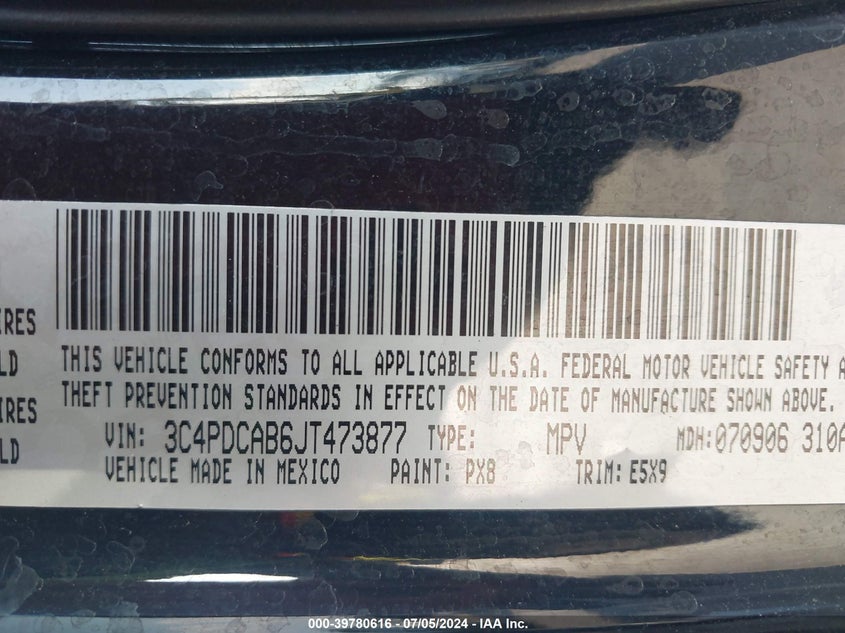 IRES
LD
IRES
LD
THIS VEHICLE CONFORMS TO ALL APPLICABLE U.S.A. FEDERAL MOTOR VEHICLE SAFETY A
THEFT PREVENTION STANDARDS IN EFFECT ON THE DATE OF MANUFACTURE SHOWN ABOVE.
VIN: 3C4PDCAB6JT473877 TYPE: MPV MDH:070906 310A
VEHICLE MADE IN MEXICO PAINT: PX8 TRIM: E5X9
000-39780616 - 07/05/2024 - IAA Inc.